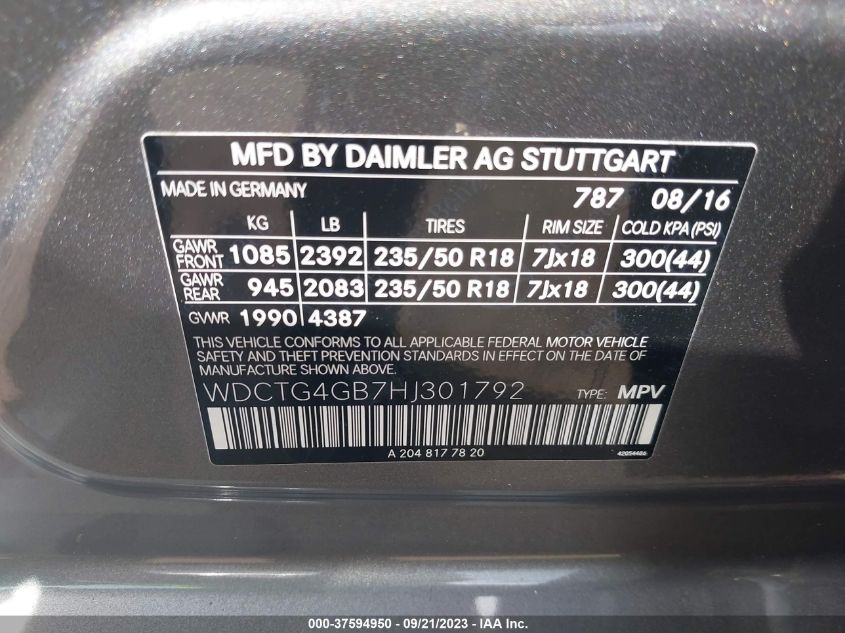 MFD BY DAIMLER AG STUTTGART
MADE IN GERMANY 787 08/16
KG LB TIRES RIM SIZE COLD KPA(PSI)
GAWR FRONT 1085 2392 235/50 R18 7Jx18 300(44)
GAWR REAR 945 2083 235/50 R18 7Jx18 300(44)
GVWR 1990 4387
THIS VEHICLE CONFORMS TO ALL APPLICABLE FEDERAL MOTOR VEHICLE
SAFETY AND THEFT PREVENTION STANDARDS IN EFFECT ON THE DATE OF
MANUFACTURE SHOWN ABOVE.
WDCTG4GB7HJ301792 TYPE: MPV
A 204 817 78 20
000-37594950 - 09/21/2023 - IAA Inc.